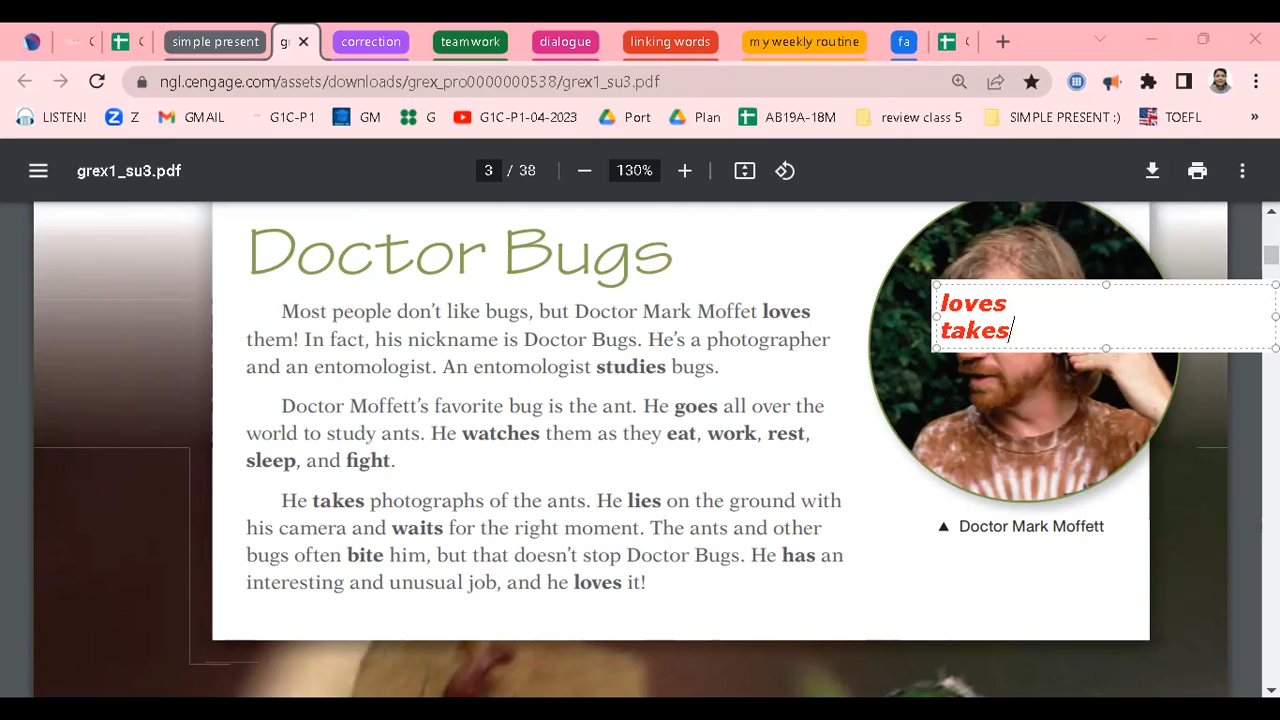 simple present
correction
teamwork
dialogue
linking words
my weekly routine
fa
ngl.cengage.com/assets/downloads/grex_pro0000000538/grex1_su3.pdf
LISTEN!
Z
GMAIL
G1C-P1
GM
G
G1C-P1-04-2023
Port
Plan
AB19A-18M
review class 5
SIMPLE PRESENT :)
TOEFL
»
grex1_su3.pdf
3 / 38
130%
Doctor Bugs
Most people don't like bugs, but Doctor Mark Moffet loves
them! In fact, his nickname is Doctor Bugs. He's a photographer
and an entomologist. An entomologist studies bugs.
Doctor Moffett's favorite bug is the ant. He goes all over the
world to study ants. He watches them as they eat, work, rest,
sleep, and fight.
He takes photographs of the ants. He lies on the ground with
his camera and waits for the right moment. The ants and other
bugs often bite him, but that doesn't stop Doctor Bugs. He has an
interesting and unusual job, and he loves it!
loves
takes
▲ Doctor Mark Moffett